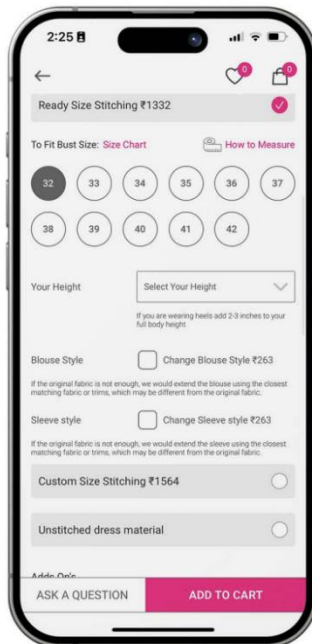 2:25
0
0
Ready Size Stitching ₹1332
To Fit Bust Size: Size Chart How to Measure
32 33 34 35 36 37
38 39 40 41 42
Your Height Select Your Height
If you are wearing heels add 2-3 inches to your
full body height
Blouse Style Change Blouse Style ₹263
If the original fabric is not enough, we would extend the blouse using the closest
matching fabric or trims, which may be different from the original fabric.
Sleeve style Change Sleeve style ₹263
If the original fabric is not enough, we would extend the sleeve using the closest
matching fabric or trims, which may be different from the original fabric.
Custom Size Stitching ₹1564
Unstitched dress material
Adds On's
ASK A QUESTION ADD TO CART